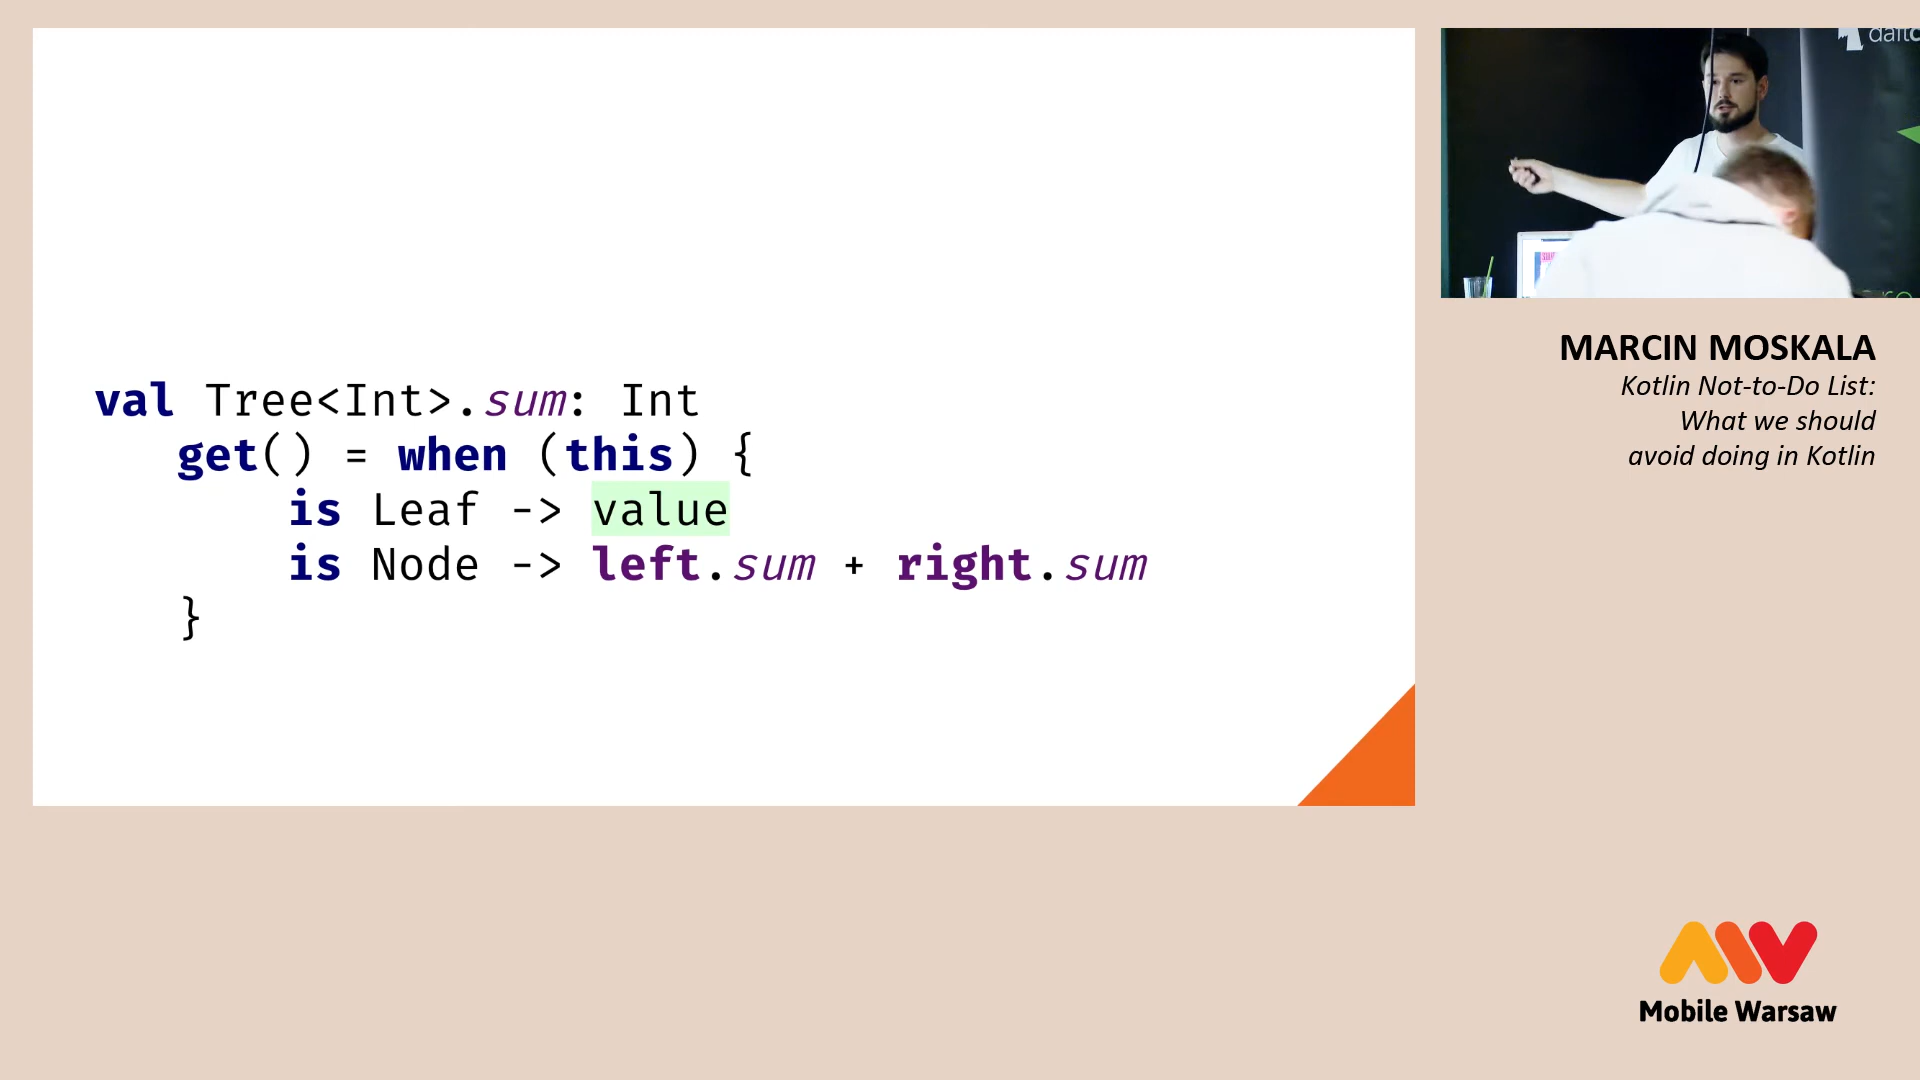 val Tree<Int>.sum: Int
get() = when (this) {
is Leaf -> value
is Node -> left.sum + right.sum
}
MARCIN MOSKALA
Kotlin Not-to-Do List:
What we should
avoid doing in Kotlin
Mobile Warsaw